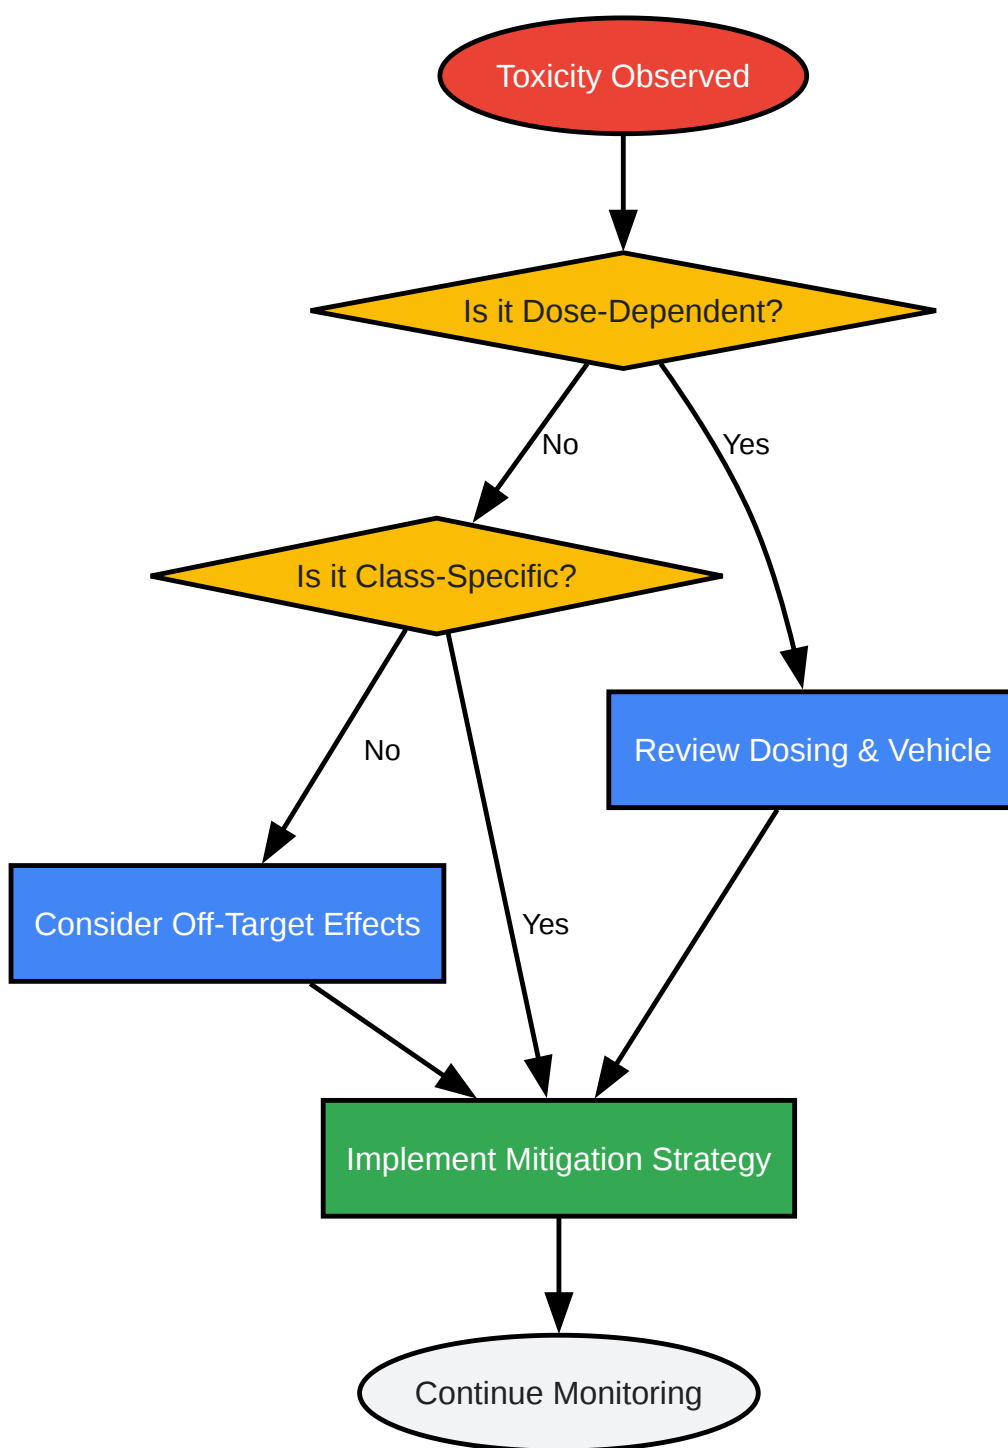 Toxicity Observed
Is it Dose-Dependent?
No
Yes
Is it Class-Specific?
No
Review Dosing & Vehicle
Consider Off-Target Effects
Yes
Implement Mitigation Strategy
Continue Monitoring